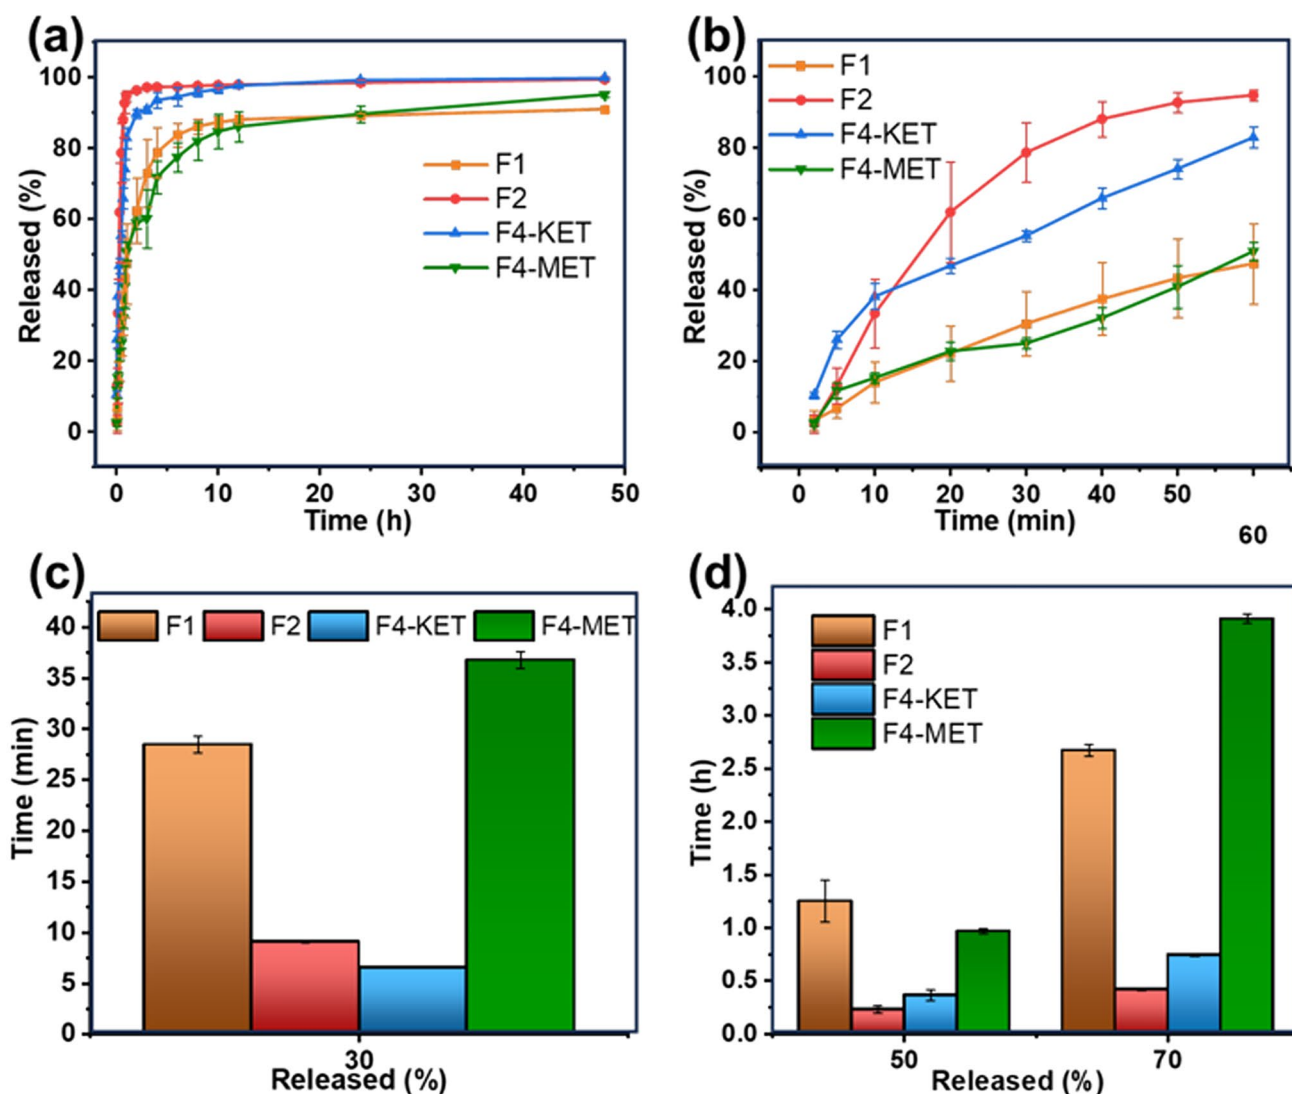 (a)
100
80
60
40
20
0
Released (%)
F1
F2
F4-KET
F4-MET
0 10 20 30 40 50
Time (h)
(b)
100
80
60
40
20
0
Released (%)
F1
F2
F4-KET
F4-MET
0 10 20 30 40 50
60
Time (min)
(c)
F1 F2 F4-KET F4-MET
40
35
30
25
20
15
10
5
0
Time (min)
30
Released (%)
(d)
4.0
3.5
3.0
2.5
2.0
1.5
1.0
0.5
0.0
Time (h)
F1
F2
F4-KET
F4-MET
50 70
Released (%)